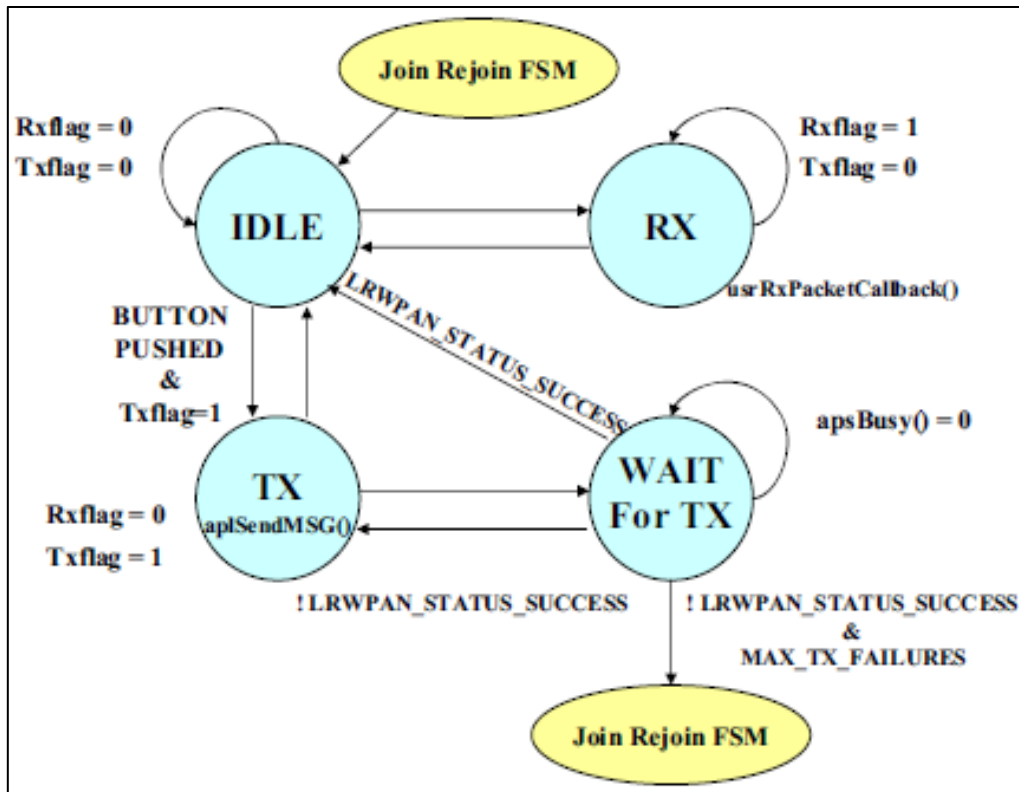 Join Rejoin FSM
Rxflag = 0
Txflag = 0
Rxflag = 1
Txflag = 0
IDLE
RX
usrRxPacketCallback()
LRWPAN_STATUS_SUCCESS
BUTTON
PUSHED
&
Txflag=1
apsBusy() = 0
TX
aplSendMSG()
WAIT
For TX
Rxflag = 0
Txflag = 1
! LRWPAN_STATUS_SUCCESS
! LRWPAN_STATUS_SUCCESS
&
MAX_TX_FAILURES
Join Rejoin FSM